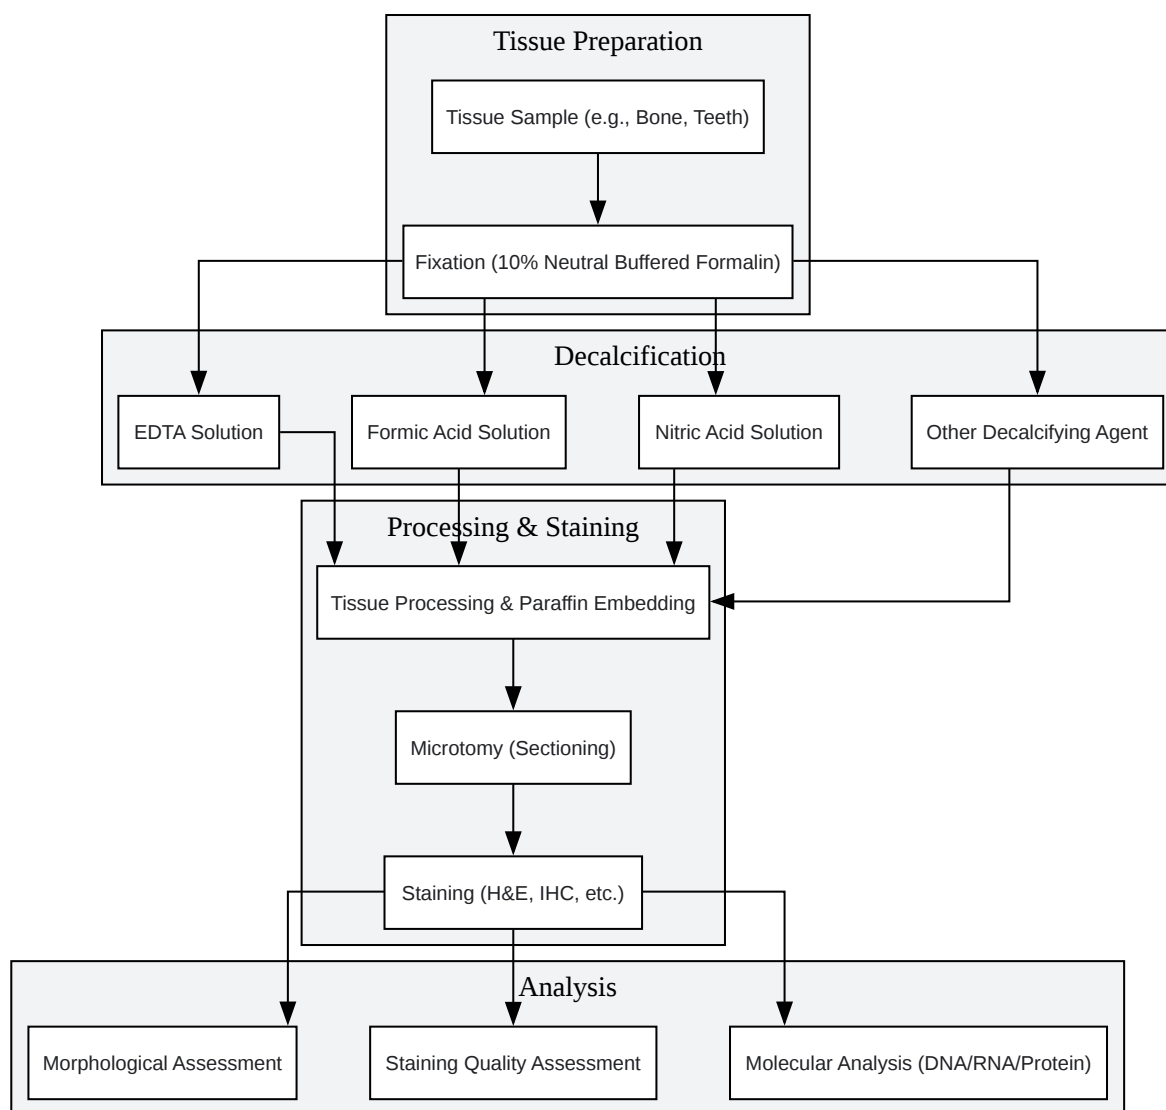 Tissue Preparation
Tissue Sample (e.g., Bone, Teeth)
Fixation (10% Neutral Buffered Formalin)
Decalcification
EDTA Solution
Formic Acid Solution
Nitric Acid Solution
Other Decalcifying Agent
Processing & Staining
Tissue Processing & Paraffin Embedding
Microtomy (Sectioning)
Staining (H&E, IHC, etc.)
Analysis
Morphological Assessment
Staining Quality Assessment
Molecular Analysis (DNA/RNA/Protein)